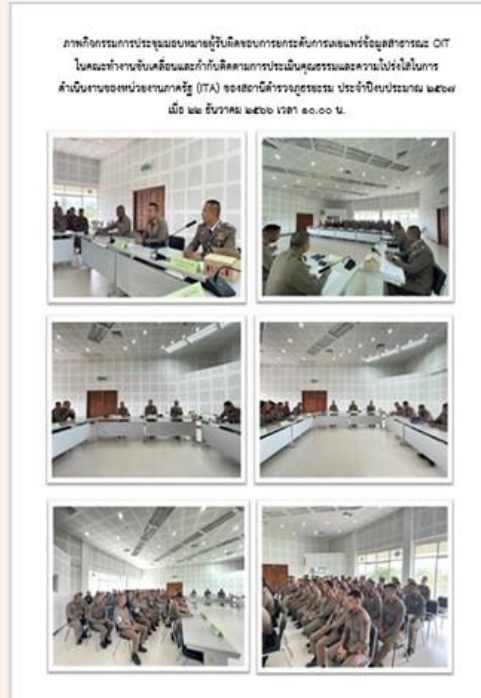 ภาพกิจกรรมการประชุมมอบหมายผู้รับผิดชอบการยกระดับการเผยแพร่ข้อมูลสาธารณะ OIT
ในคณะทำงานขับเคลื่อนและกำกับติดตามการประเมินคุณธรรมและความโปร่งใสในการ
ดำเนินงานของหน่วยงานภาครัฐ (ITA) ของสถานีตำรวจภูธรยะรม ประจำปีงบประมาณ ๒๕๖๗
เมื่อ ๒๒ ธันวาคม ๒๕๖๖ เวลา ๑๐.๐๐ น.